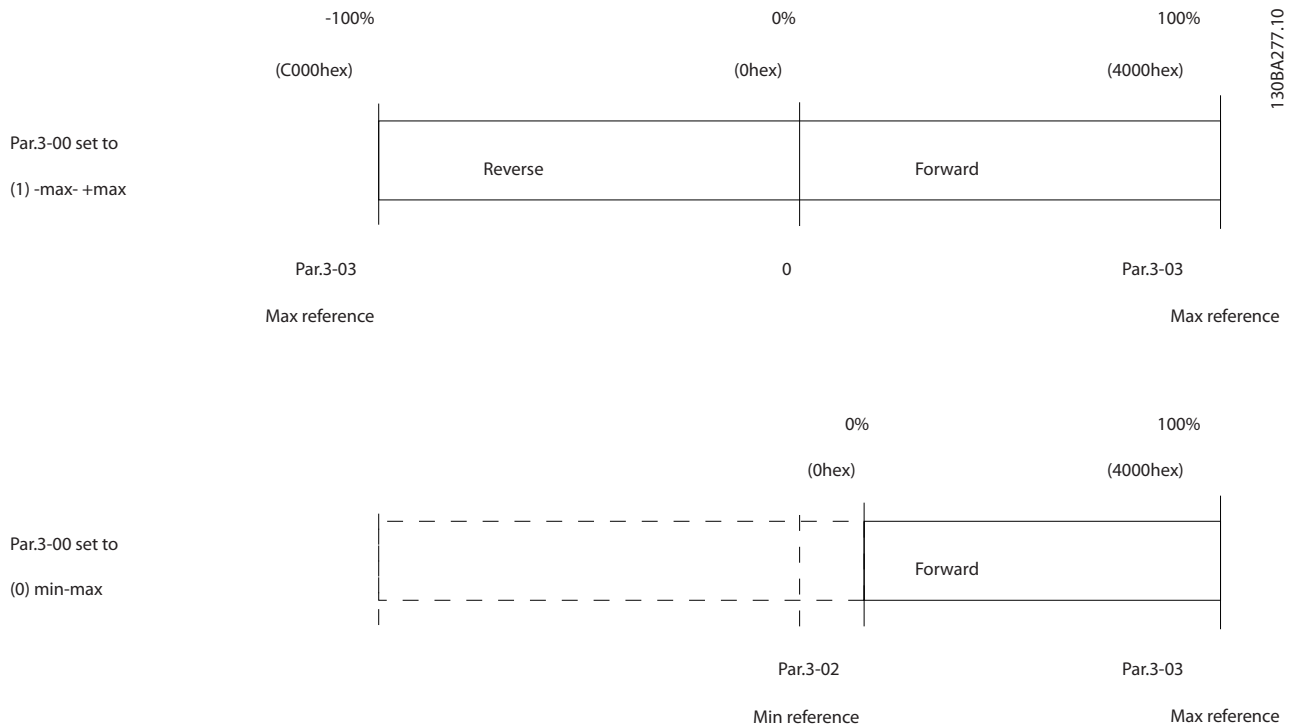 -100% 0% 100%
(C000hex) (0hex) (4000hex)
130BA277.10
Par.3-00 set to
(1) -max- +max
Reverse Forward
Par.3-03 0 Par.3-03
Max reference Max reference
0% 100%
(0hex) (4000hex)
Par.3-00 set to
(0) min-max
Forward
Par.3-02 Par.3-03
Min reference Max reference